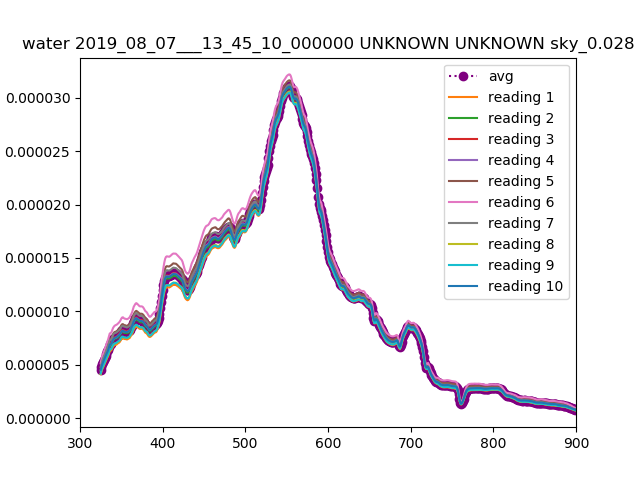 water 2019_08_07___13_45_10_000000 UNKNOWN UNKNOWN sky_0.028
0.000030
0.000025
0.000020
0.000015
0.000010
0.000005
0.000000
300 400 500 600 700 800 900
avg
reading 1
reading 2
reading 3
reading 4
reading 5
reading 6
reading 7
reading 8
reading 9
reading 10